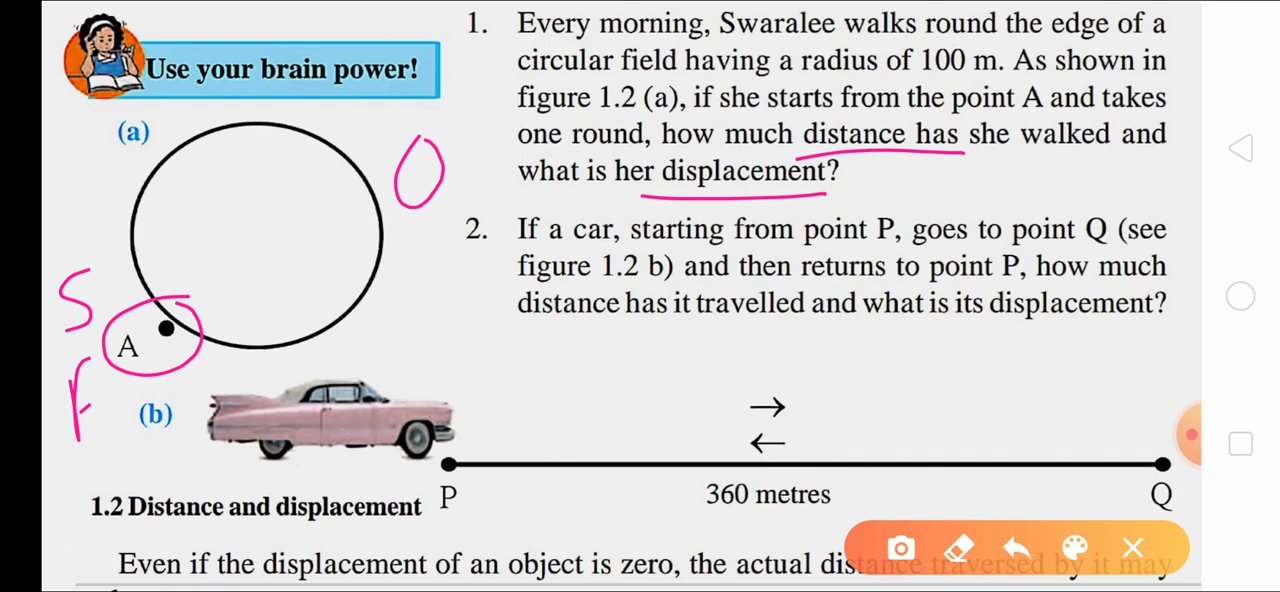 Use your brain power!
(a)
A
S
F
O
1. Every morning, Swaralee walks round the edge of a
circular field having a radius of 100 m. As shown in
figure 1.2 (a), if she starts from the point A and takes
one round, how much distance has she walked and
what is her displacement?
2. If a car, starting from point P, goes to point Q (see
figure 1.2 b) and then returns to point P, how much
distance has it travelled and what is its displacement?
(b)
→
←
P
360 metres
Q
1.2 Distance and displacement
Even if the displacement of an object is zero, the actual distance traversed by it may